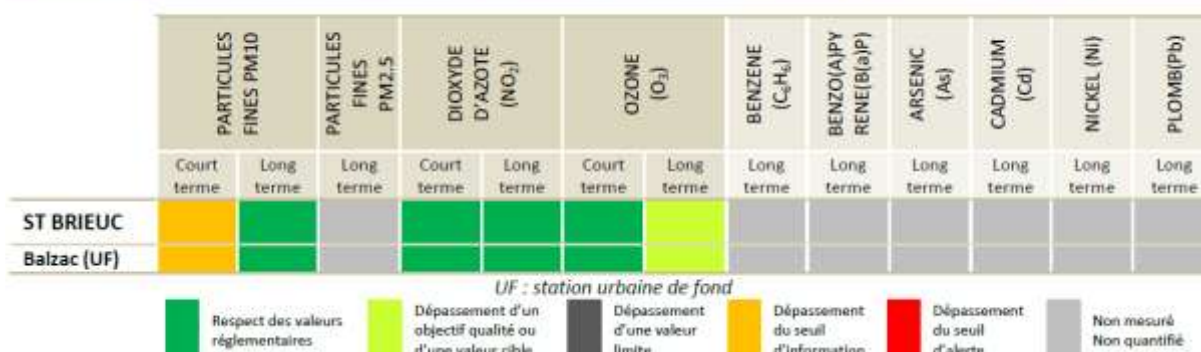 PARTICULES
FINES PM10
PARTICULES
FINES
PM2.5
DIOXYDE
D'AZOTE
(NO₂)
OZONE
(O₃)
BENZENE
(C₆H₆)
BENZO(A)PY
RENE(B(a)P)
ARSENIC
(As)
CADMIUM
(Cd)
NICKEL (Ni)
PLOMB(Pb)
Court Long Long Court Long Court Long Long Long Long Long Long Long
terme terme terme terme terme terme terme terme terme terme terme terme terme
ST BRIEUC
Balzac (UF)
UF : station urbaine de fond
Respect des valeurs
réglementaires
Dépassement d'un
objectif qualité ou
d'une valeur cible
Dépassement
d'une valeur
limite
Dépassement
du seuil
d'information
Dépassement
du seuil
d'alerte
Non mesuré
Non quantifié